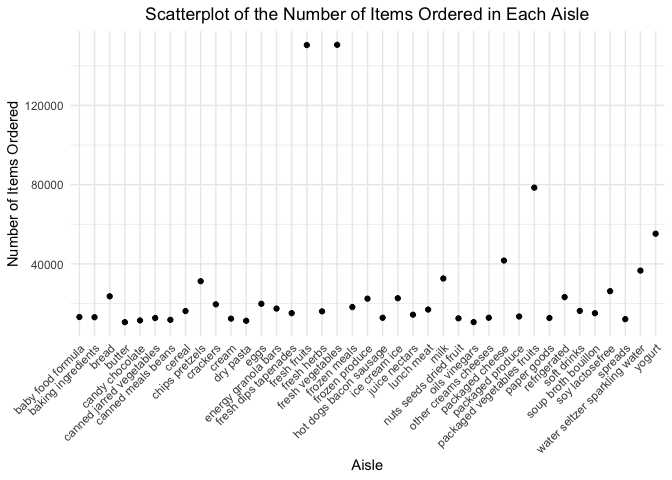 Scatterplot of the Number of Items Ordered in Each Aisle
Number of Items Ordered
120000
80000
40000
baby food formula
baking ingredients
bread
butter
candy chocolate
canned jarred vegetables
canned meals beans
cereal
chips pretzels
crackers
cream
dry pasta
eggs
energy granola bars
fresh dips tapenades
fresh fruits
fresh herbs
fresh vegetables
frozen meals
frozen produce
hot dogs bacon sausage
ice cream ice
juice nectars
lunch meat
milk
nuts seeds dried fruit
oils vinegars
other creams cheeses
packaged cheese
packaged produce
packaged vegetables fruits
paper goods
refrigerated
soft drinks
soup broth bouillon
soy lactosefree
spreads
water seltzer sparkling water
yogurt
Aisle